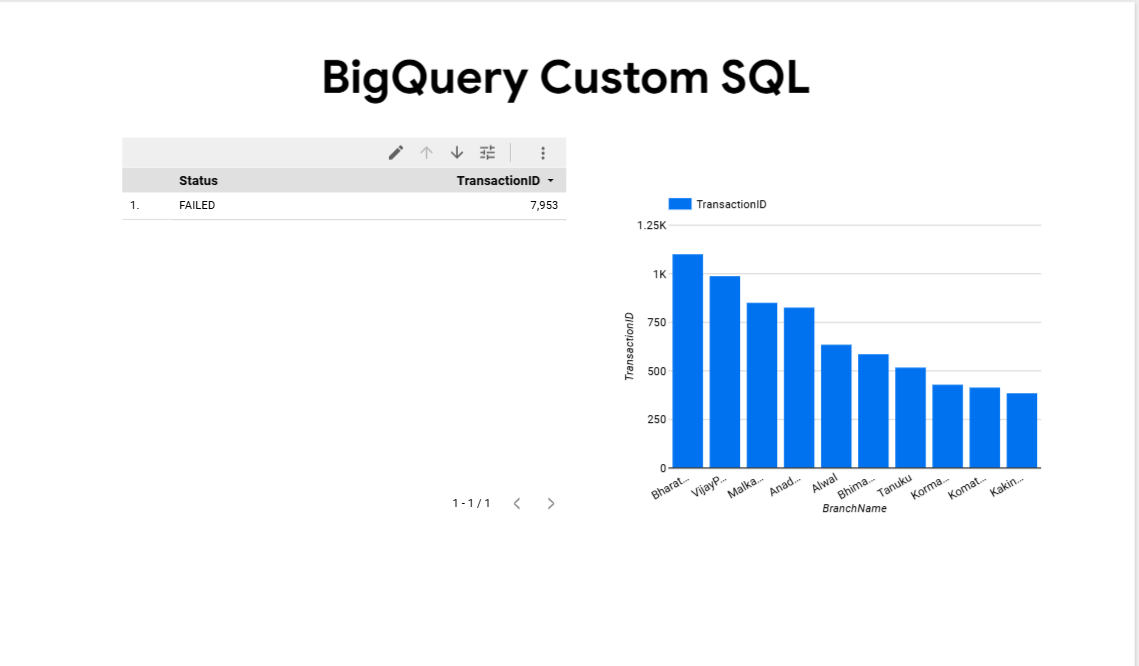 BigQuery Custom SQL
Status TransactionID
1. FAILED 7,953
1 - 1 / 1
TransactionID
1.25K
1K
750
500
250
0
TransactionID
Bharat... VijayP... Malka... Anad... Alwal Bhima... Tanuku Korma... Komat... Kakin...
BranchName